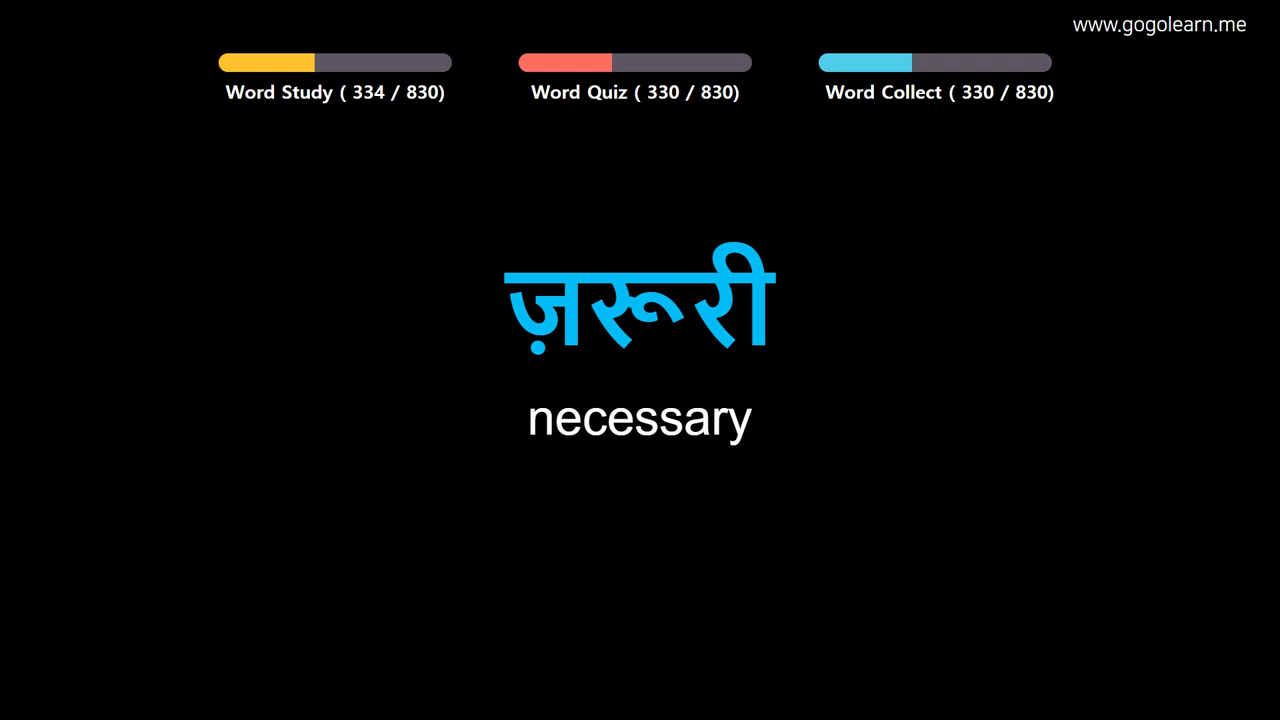 www.gogolearn.me
Word Study ( 334 / 830)
Word Quiz ( 330 / 830)
Word Collect ( 330 / 830)
ज़रूरी
necessary